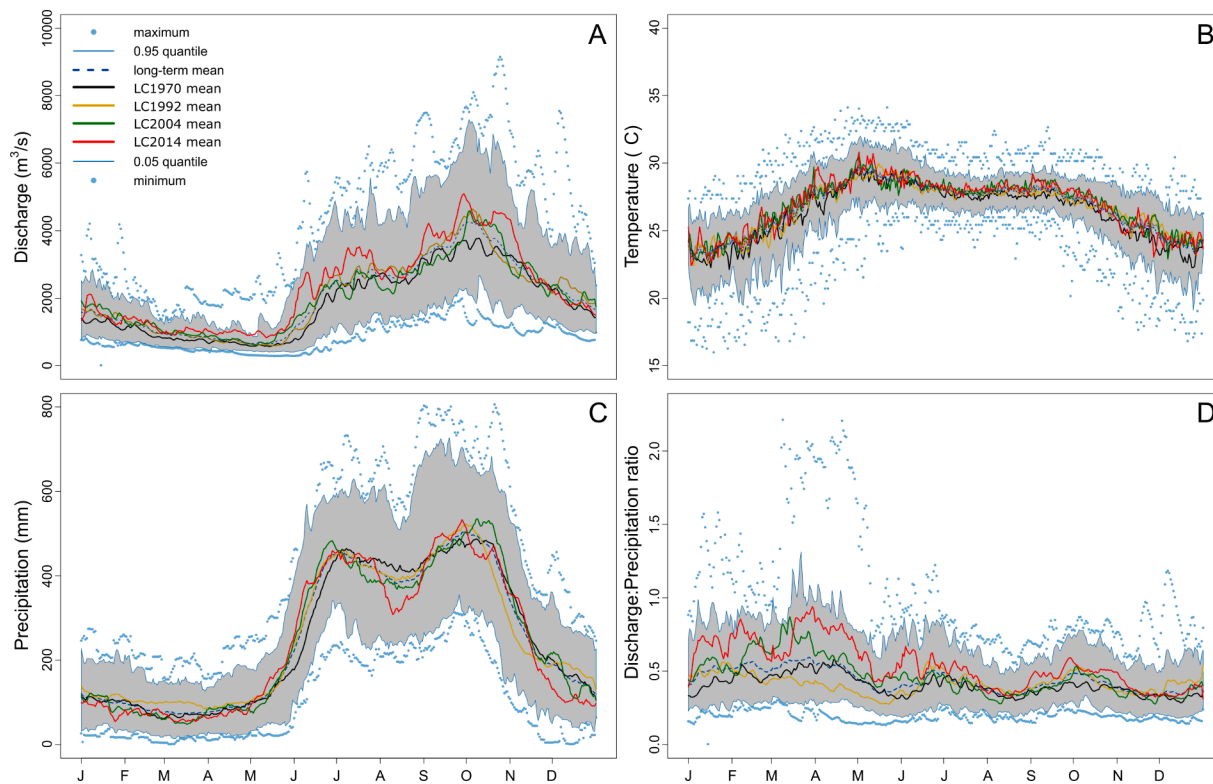 A
Discharge (m³/s)
10000
8000
6000
4000
2000
0
maximum
0.95 quantile
long-term mean
LC1970 mean
LC1992 mean
LC2004 mean
LC2014 mean
0.05 quantile
minimum
B
Temperature ( C)
40
35
30
25
20
15
C
Precipitation (mm)
800
600
400
200
0
J F M A M J J A S O N D
D
Discharge:Precipitation ratio
2.0
1.5
1.0
0.5
0.0
J F M A M J J A S O N D